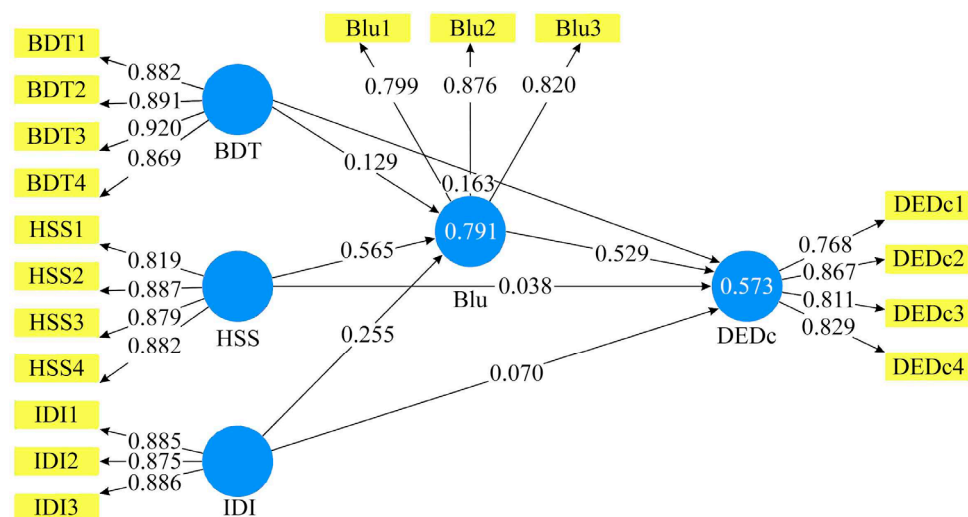 Blu1
Blu2
Blu3
BDT1
BDT2
BDT3
BDT4
0.882
0.891
0.920
0.869
BDT
0.799
0.876
0.820
0.129
0.163
HSS1
HSS2
HSS3
HSS4
0.819
0.887
0.879
0.882
HSS
0.565
0.791
Blu
0.529
0.038
0.255
0.573
DEDc
0.768
0.867
0.811
0.829
DEDc1
DEDc2
DEDc3
DEDc4
0.070
IDI1
IDI2
IDI3
0.885
0.875
0.886
IDI